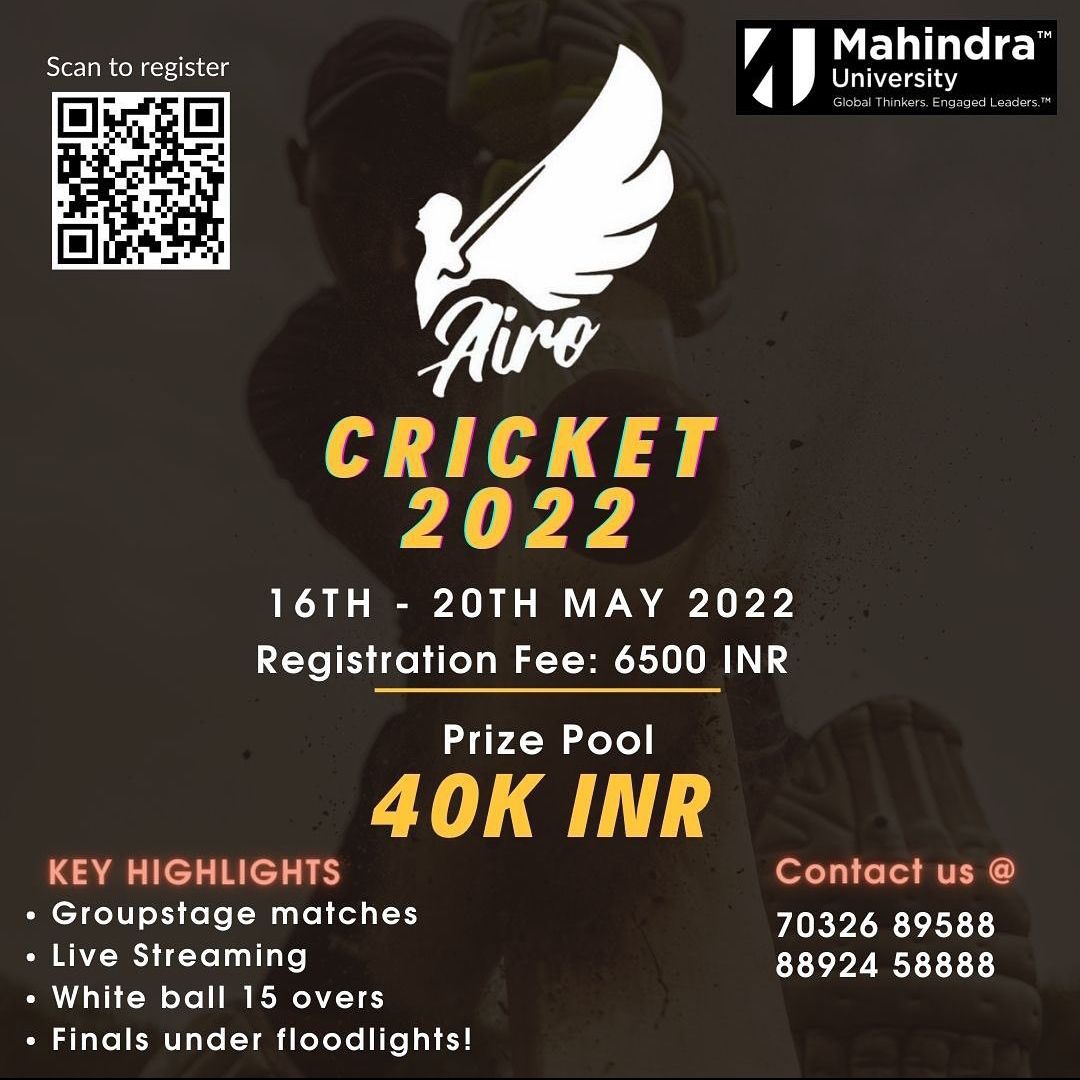 Scan to register
Mahindra™
University
Global Thinkers. Engaged Leaders.™
Airo
CRICKET
2022
16TH - 20TH MAY 2022
Registration Fee: 6500 INR
Prize Pool
40K INR
KEY HIGHLIGHTS
• Groupstage matches
• Live Streaming
• White ball 15 overs
• Finals under floodlights!
Contact us @
70326 89588
88924 58888